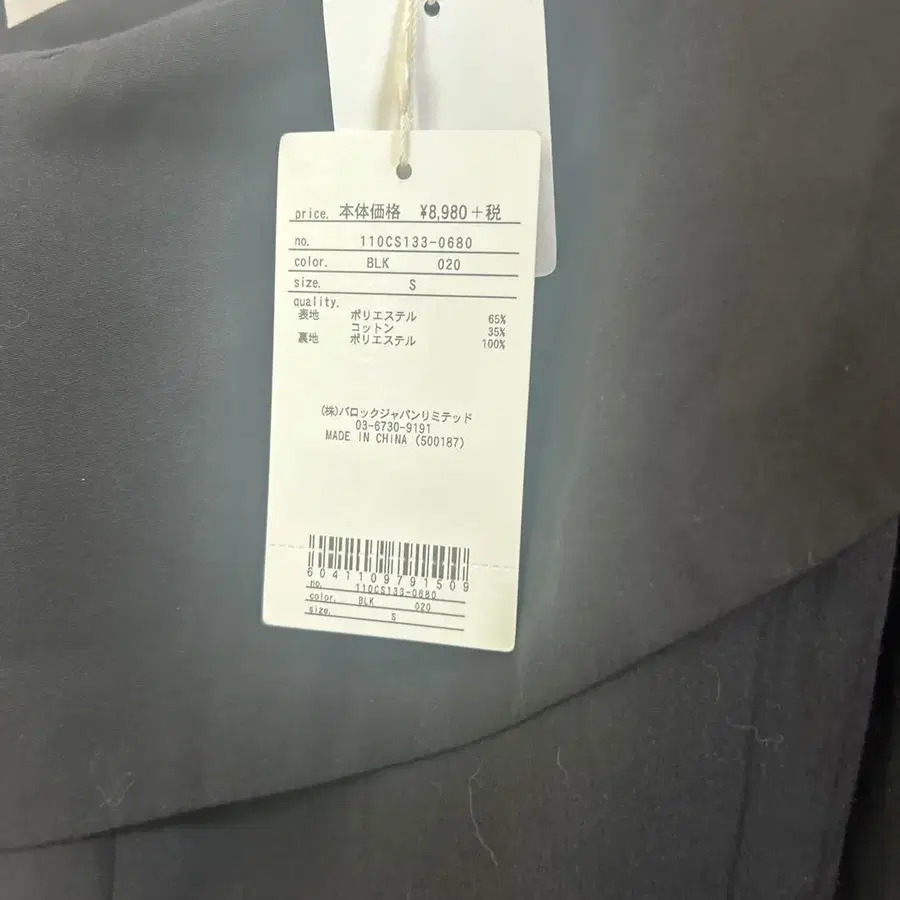 price. 本体価格 ¥8,980+税
no. 110CS133-0680
color. BLK 020
size. S
quality.
表地 ポリエステル 65%
コットン 35%
裏地 ポリエステル 100%
(株)バロックジャパンリミテッド
03-6730-9191
MADE IN CHINA (500187)
6041109791509
no. 110CS133-0680
color. BLK 020
size. S